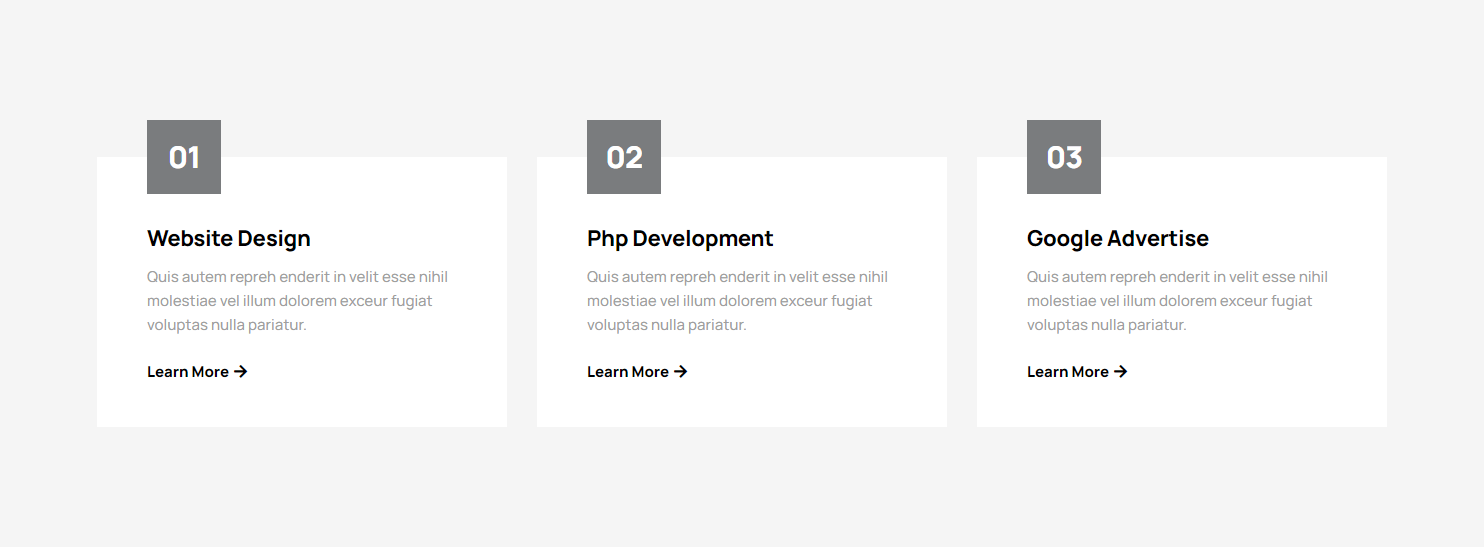 01
Website Design
Quis autem repreh enderit in velit esse nihil
molestiae vel illum dolorem exceur fugiat
voluptas nulla pariatur.
Learn More →
02
Php Development
Quis autem repreh enderit in velit esse nihil
molestiae vel illum dolorem exceur fugiat
voluptas nulla pariatur.
Learn More →
03
Google Advertise
Quis autem repreh enderit in velit esse nihil
molestiae vel illum dolorem exceur fugiat
voluptas nulla pariatur.
Learn More →